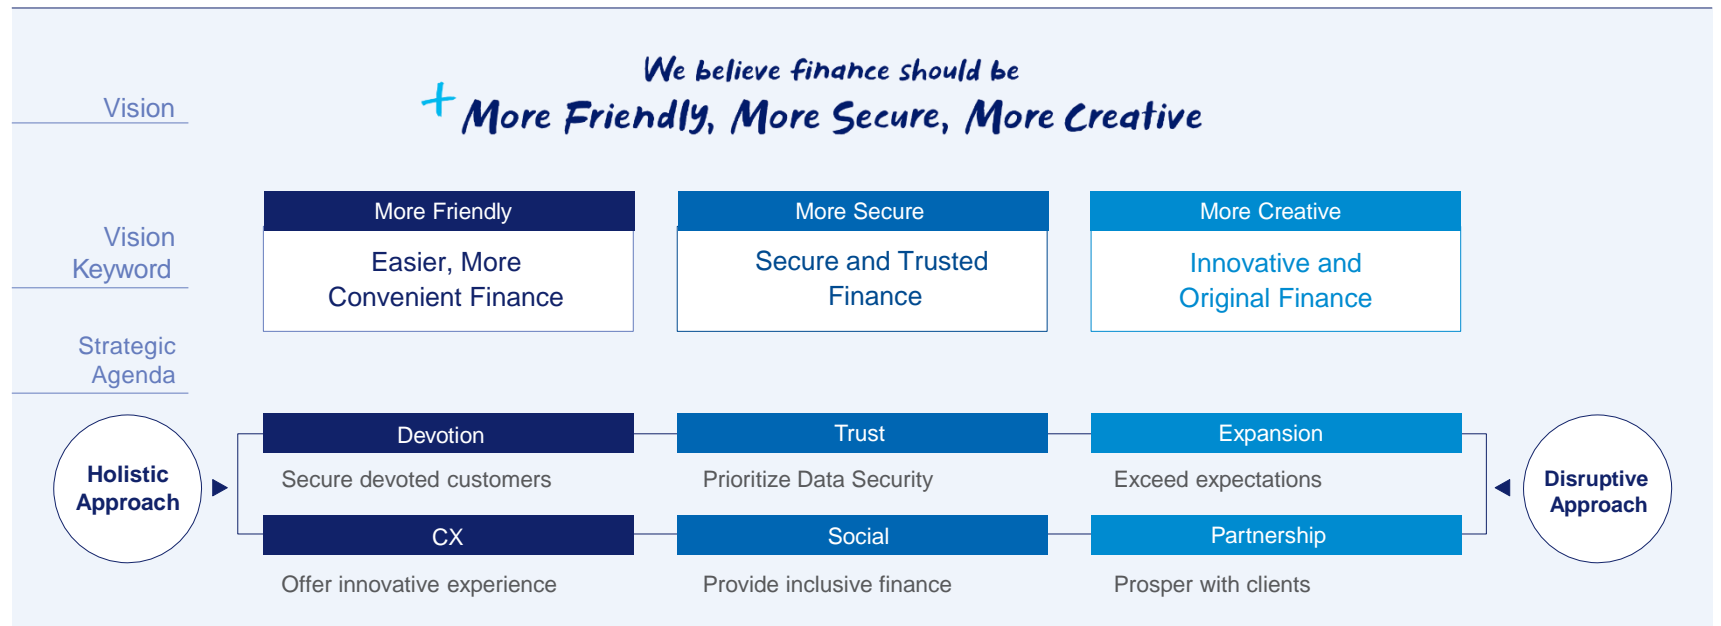 We believe finance should be
+ More Friendly, More Secure, More Creative
Vision
More Friendly
More Secure
More Creative
Vision
Keyword
Easier, More
Convenient Finance
Secure and Trusted
Finance
Innovative and
Original Finance
Strategic
Agenda
Holistic
Approach
Devotion
Trust
Expansion
Secure devoted customers
Prioritize Data Security
Exceed expectations
CX
Social
Partnership
Offer innovative experience
Provide inclusive finance
Prosper with clients
Disruptive
Approach